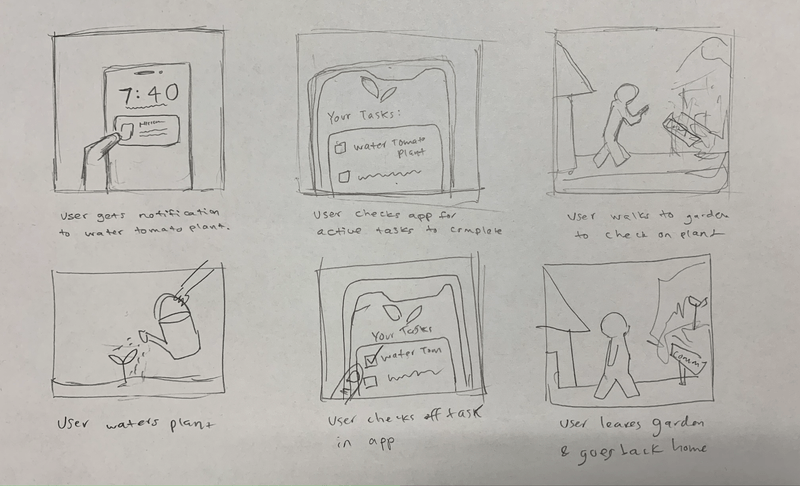 7:40
User gets notification
to water tomato plant.
Your Tasks:
water Tomato
plant
User checks app for
active tasks to complete
User walks to garden
to check on plant
User waters plant
Your Tasks
water Tom
User checks off task
in app
User leaves garden
& goes back home